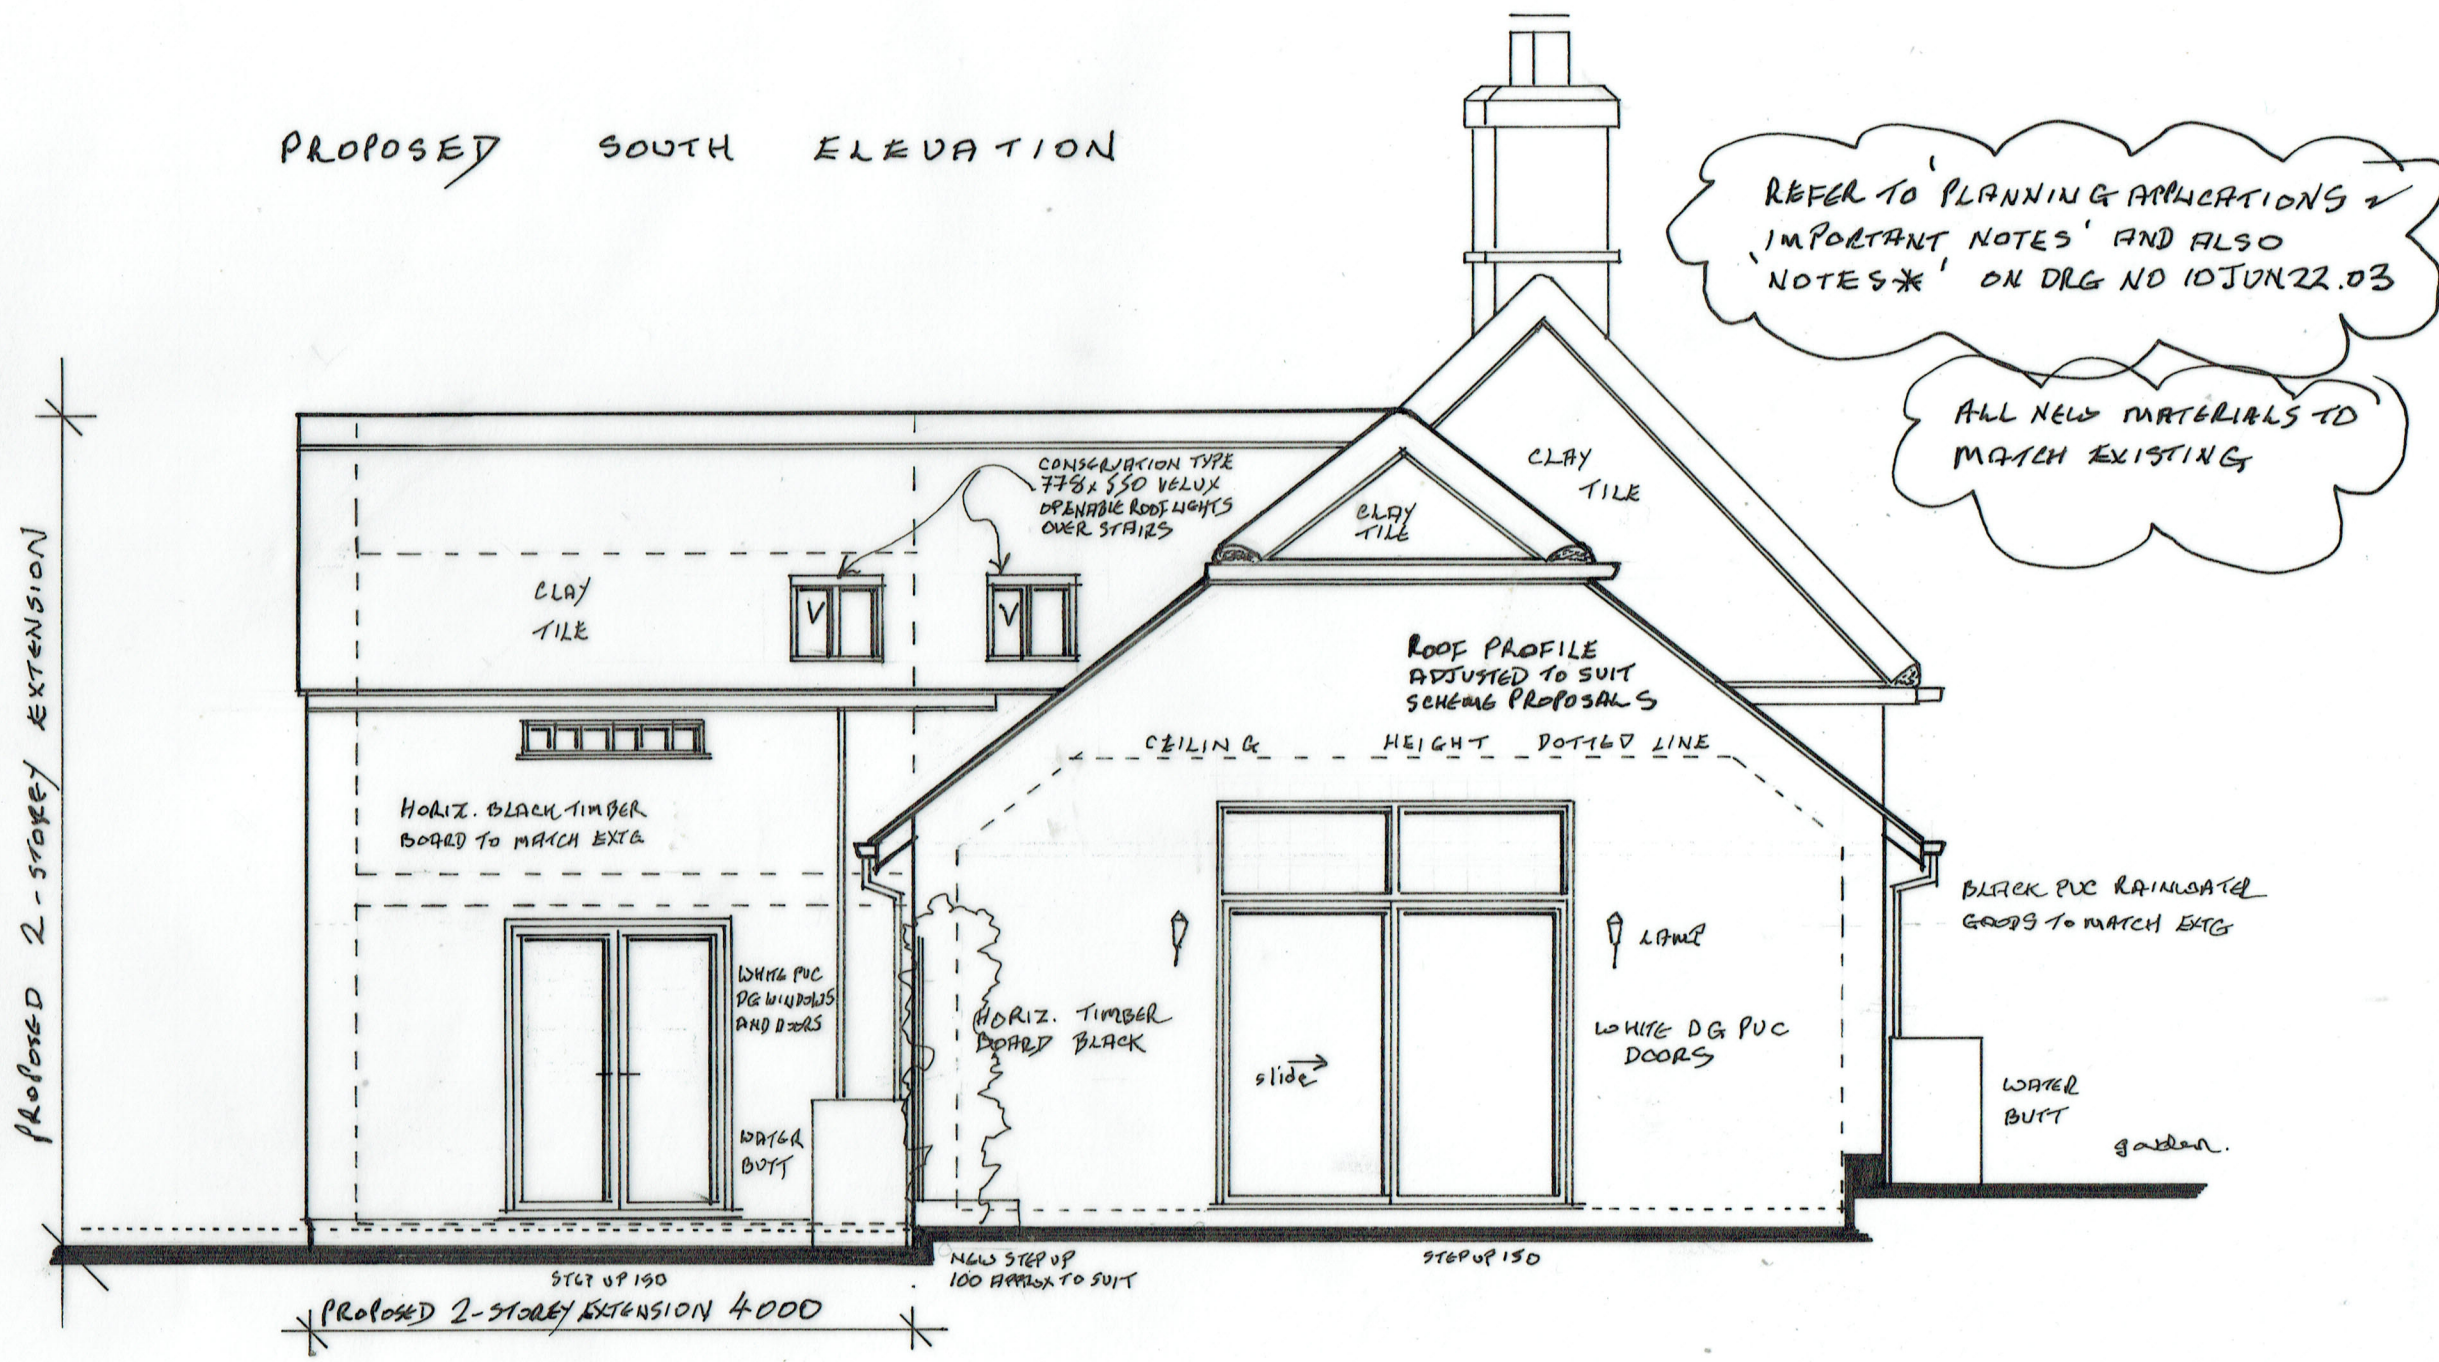 PROPOSED SOUTH ELEVATION
REFER TO 'PLANNING APPLICATIONS ~
IMPORTANT NOTES' AND ALSO
'NOTES*' ON DRG NO 10JUN22.03
ALL NEW MATERIALS TO
MATCH EXISTING
CONSERVATION TYPE
778 x 550 VELUX
OPENABLE ROOFLIGHTS
OVER STAIRS
CLAY
TILE
CLAY
TILE
CLAY
TILE
V
V
ROOF PROFILE
ADJUSTED TO SUIT
SCHEME PROPOSALS
CEILING HEIGHT DOTTED LINE
HORIZ. BLACK TIMBER
BOARD TO MATCH EXTG
BLACK PVC RAINWATER
GOODS TO MATCH EXTG
LAMP
WHITE PVC
DG WINDOWS
AND DOORS
HORIZ. TIMBER
BOARD BLACK
WHITE DG PVC
DOORS
slide
WATER
BUTT
WATER
BUTT
garden.
NEW STEP UP
100 APPROX TO SUIT
STEP UP 150
STEP UP 150
PROPOSED 2-STOREY EXTENSION 4000
PROPOSED 2-STOREY EXTENSION